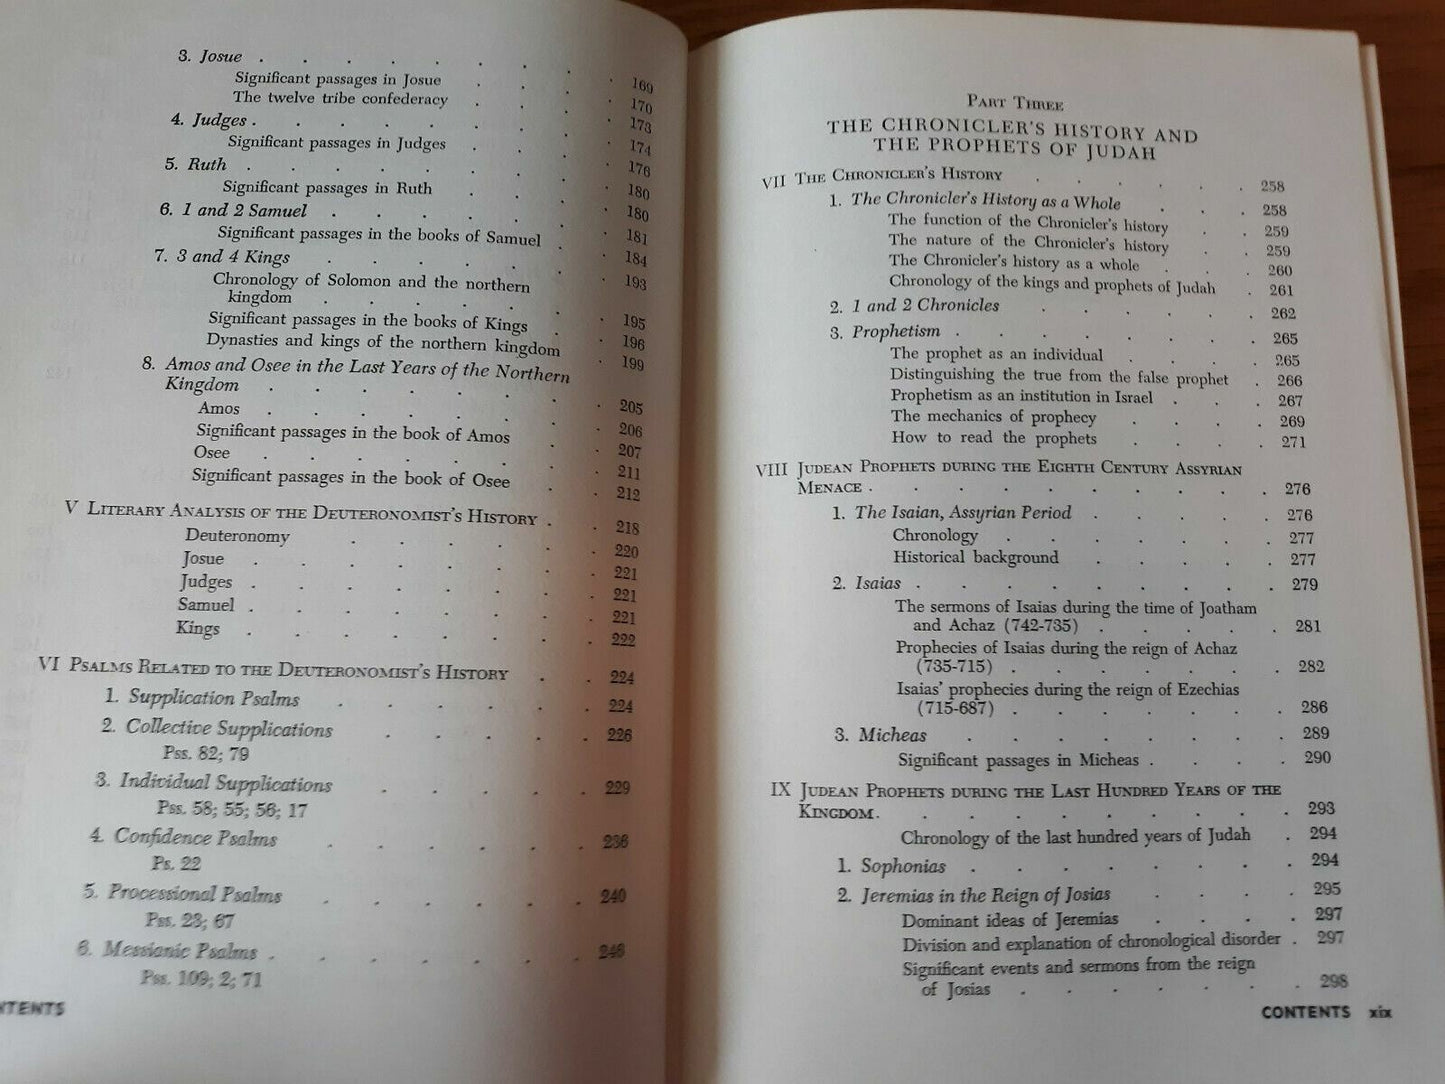 3. Josue . . . . . . . . . 169
Significant passages in Josue . . . . 170
The twelve tribe confederacy . . . . 173
4. Judges . . . . . . . . . 174
Significant passages in Judges . . . . 176
5. Ruth . . . . . . . . . 180
Significant passages in Ruth . . . . 180
6. 1 and 2 Samuel . . . . . . . 181
Significant passages in the books of Samuel . . 184
7. 3 and 4 Kings . . . . . . . 193
Chronology of Solomon and the northern
kingdom . . . . . . . 195
Significant passages in the books of Kings . . 196
Dynasties and kings of the northern kingdom . 199
8. Amos and Osee in the Last Years of the Northern
Kingdom . . . . . . . . 205
Amos . . . . . . . . 206
Significant passages in the book of Amos . . 207
Osee . . . . . . . . 211
Significant passages in the book of Osee . . 212
V LITERARY ANALYSIS OF THE DEUTERONOMIST'S HISTORY . . 218
Deuteronomy . . . . . . 220
Josue . . . . . . . . 221
Judges . . . . . . . . 221
Samuel . . . . . . . . 221
Kings . . . . . . . . 222
VI PSALMS RELATED TO THE DEUTERONOMIST'S HISTORY . . 224
1. Supplication Psalms . . . . . . 224
2. Collective Supplications . . . . . 226
Pss. 82; 79
3. Individual Supplications . . . . . 229
Pss. 58; 55; 56; 17
4. Confidence Psalms . . . . . . 236
Ps. 22
5. Processional Psalms . . . . . . 240
Pss. 23; 67
6. Messianic Psalms . . . . . . . 246
Pss. 109; 2; 71
CONTENTS
PART THREE
THE CHRONICLER'S HISTORY AND
THE PROPHETS OF JUDAH
VII THE CHRONICLER'S HISTORY . . . . . . 258
1. The Chronicler's History as a Whole . . . 258
The function of the Chronicler's history . . 259
The nature of the Chronicler's history . . 259
The Chronicler's history as a whole . . . 260
Chronology of the kings and prophets of Judah . 261
2. 1 and 2 Chronicles . . . . . . 262
3. Prophetism . . . . . . . . 265
The prophet as an individual . . . . 265
Distinguishing the true from the false prophet . 266
Prophetism as an institution in Israel . . . 267
The mechanics of prophecy . . . . 269
How to read the prophets . . . . 271
VIII JUDEAN PROPHETS DURING THE EIGHTH CENTURY ASSYRIAN
MENACE . . . . . . . . . . 276
1. The Isaian, Assyrian Period . . . . . 276
Chronology . . . . . . . 277
Historical background . . . . . 277
2. Isaias . . . . . . . . . 279
The sermons of Isaias during the time of Joatham
and Achaz (742-735) . . . . . 281
Prophecies of Isaias during the reign of Achaz
(735-715) . . . . . . . 282
Isaias' prophecies during the reign of Ezechias
(715-687) . . . . . . . 286
3. Micheas . . . . . . . . 289
Significant passages in Micheas . . . . 290
IX JUDEAN PROPHETS DURING THE LAST HUNDRED YEARS OF THE
KINGDOM . . . . . . . . . . 293
Chronology of the last hundred years of Judah . 294
1. Sophonias . . . . . . . . 294
2. Jeremias in the Reign of Josias . . . . 295
Dominant ideas of Jeremias . . . . 297
Division and explanation of chronological disorder . 297
Significant events and sermons from the reign
of Josias . . . . . . . 298
CONTENTS xix